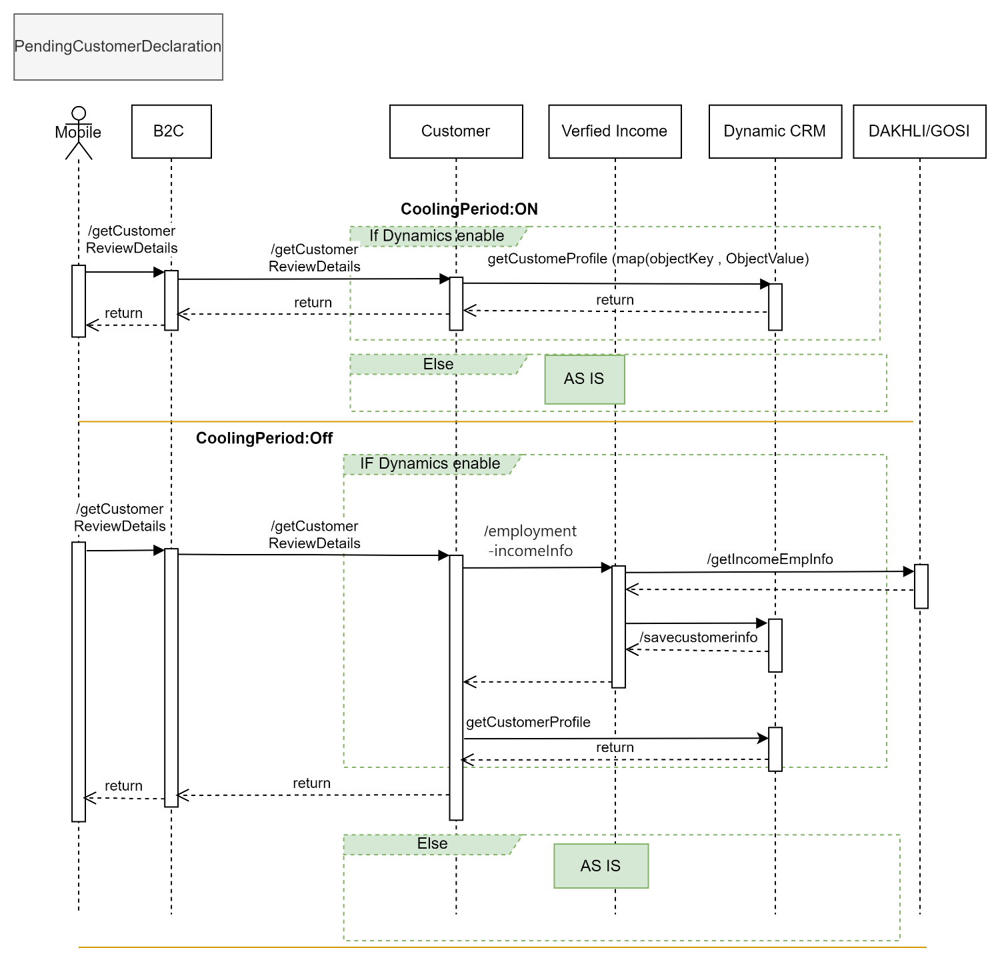 PendingCustomerDeclaration
Mobile
B2C
Customer
Verfied Income
Dynamic CRM
DAKHLI/GOSI
CoolingPeriod:ON
If Dynamics enable
/getCustomer
ReviewDetails
/getCustomer
ReviewDetails
getCustomeProfile (map(objectKey , ObjectValue)
return
return
return
Else
AS IS
CoolingPeriod:Off
IF Dynamics enable
/getCustomer
ReviewDetails
/getCustomer
ReviewDetails
/employment
-incomeInfo
/getIncomeEmpInfo
/savecustomerinfo
getCustomerProfile
return
return
return
Else
AS IS